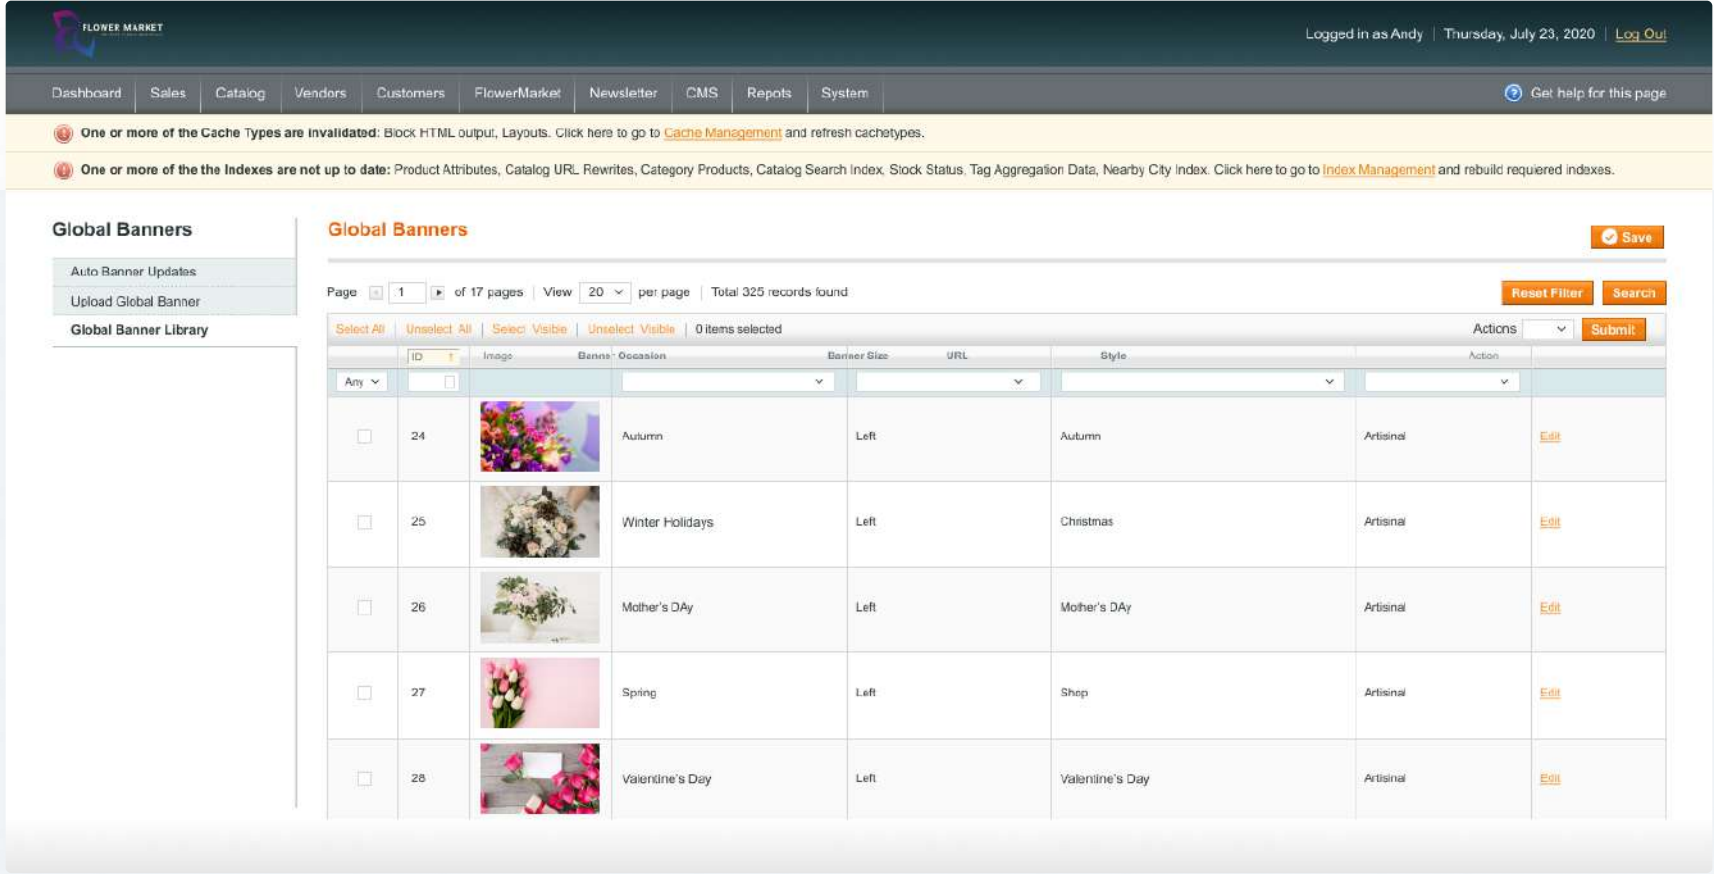 FLOWER MARKET
Logged in as Andy | Thursday, July 23, 2020 | Log Out
Dashboard Sales Catalog Vendors Customers FlowerMarket Newsletter CMS Repots System Get help for this page
One or more of the Cache Types are invalidated: Block HTML output, Layouts. Click here to go to Cache Management and refresh cachetypes.
One or more of the the Indexes are not up to date: Product Attributes, Catalog URL Rewrites, Category Products, Catalog Search Index, Stock Status, Tag Aggregation Data, Nearby City Index. Click here to go to Index Management and rebuild requiered indexes.
Global Banners
Auto Banner Updates
Upload Global Banner
Global Banner Library
Global Banners
Save
Page 1 of 17 pages | View 20 per page | Total 325 records found
Reset Filter Search
Select All | Unselect All | Select Visible | Unselect Visible | 0 items selected
Actions Submit
ID Image Banner Occasion Banner Size URL Style Action
Any
24 Autumn Left Autumn Artisinal Edit
25 Winter Holidays Left Christmas Artisinal Edit
26 Mother's DAy Left Mother's DAy Artisinal Edit
27 Spring Left Shop Artisinal Edit
28 Valentine's Day Left Valentine's Day Artisinal Edit